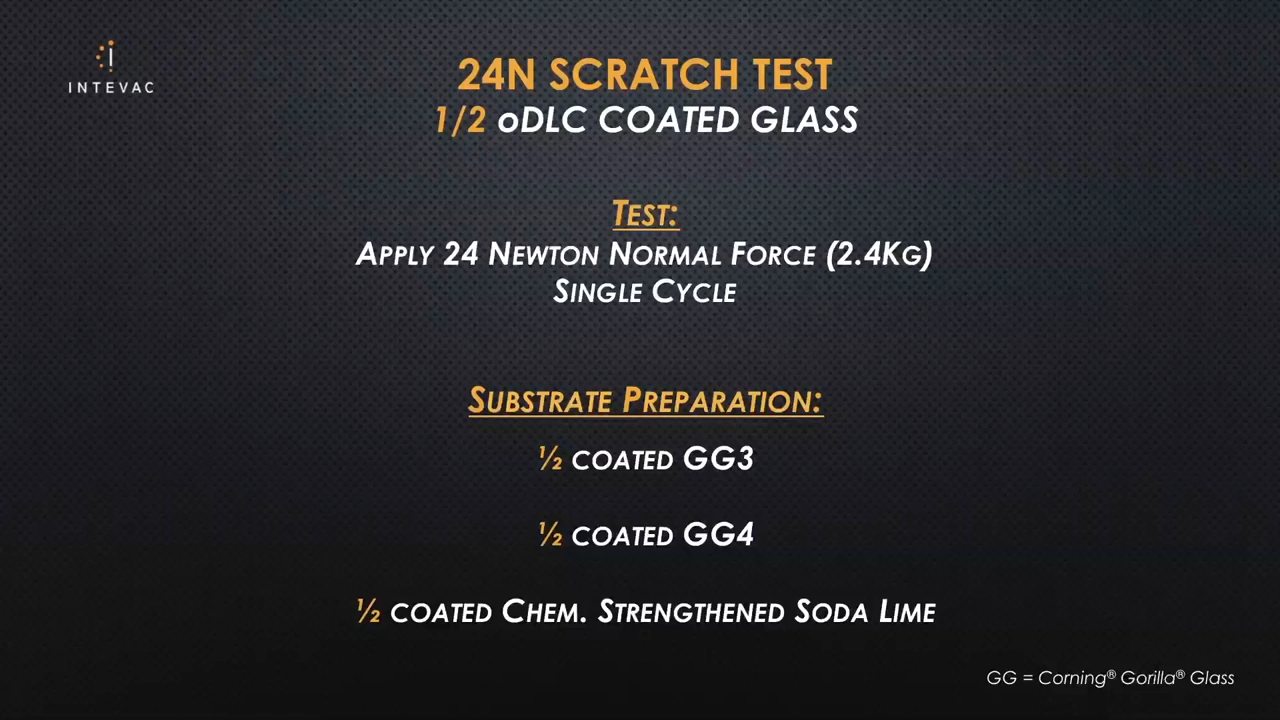 INTEVAC
24N SCRATCH TEST
1/2 oDLC COATED GLASS
TEST:
APPLY 24 NEWTON NORMAL FORCE (2.4KG)
SINGLE CYCLE
SUBSTRATE PREPARATION:
½ COATED GG3
½ COATED GG4
½ COATED CHEM. STRENGTHENED SODA LIME
GG = Corning® Gorilla® Glass